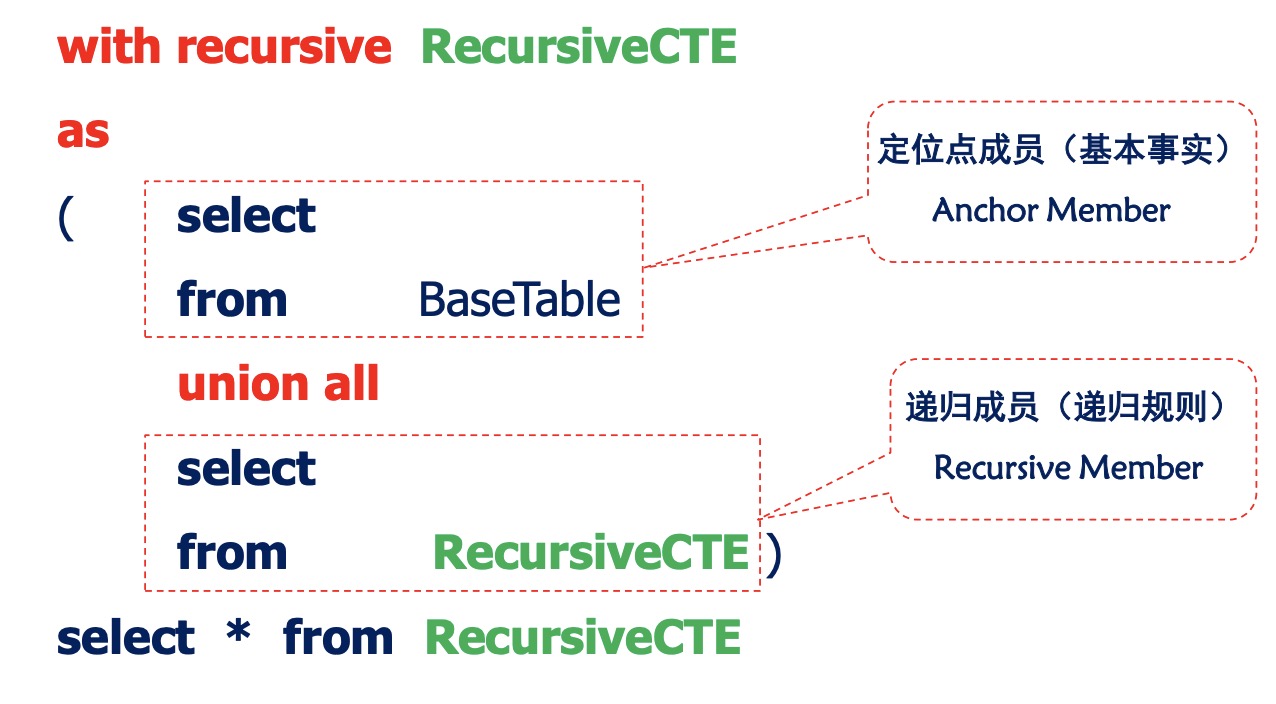 with recursive RecursiveCTE
as
( select
from BaseTable
定位点成员（基本事实）
Anchor Member
union all
select
from RecursiveCTE )
递归成员（递归规则）
Recursive Member
select * from RecursiveCTE